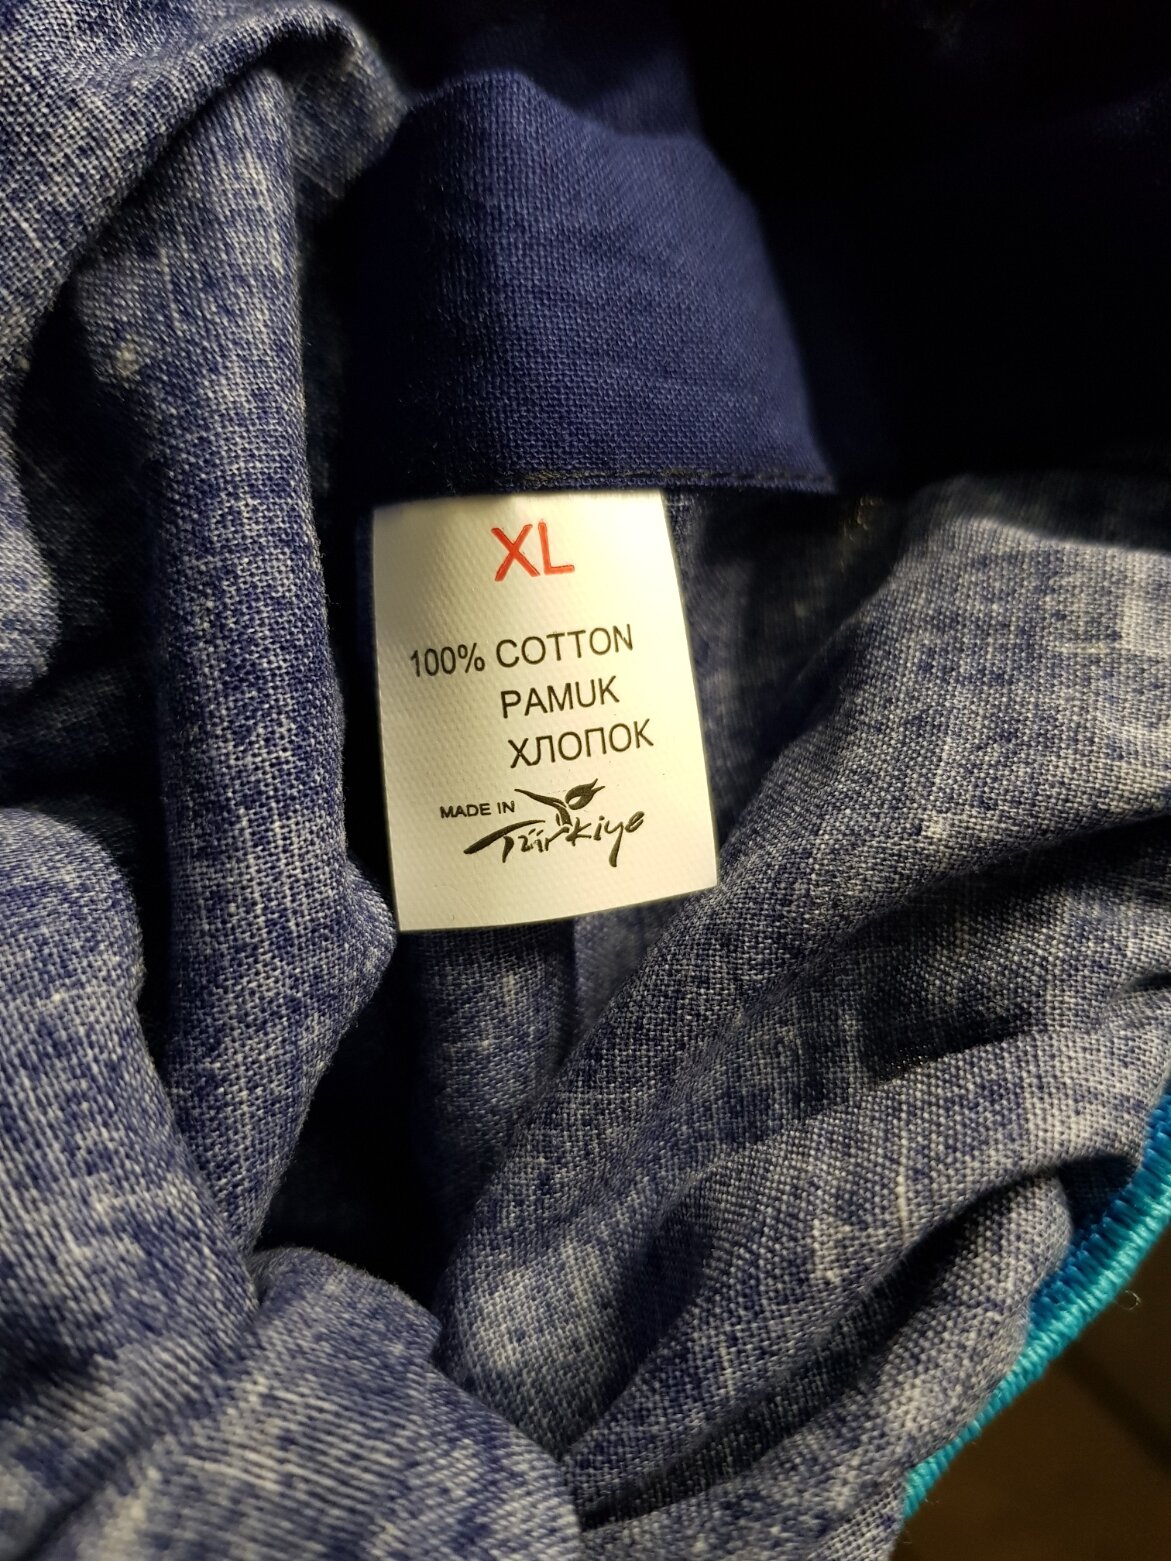 XL
100% COTTON
PAMUK
ХЛОПОК
MADE IN
Türkiye